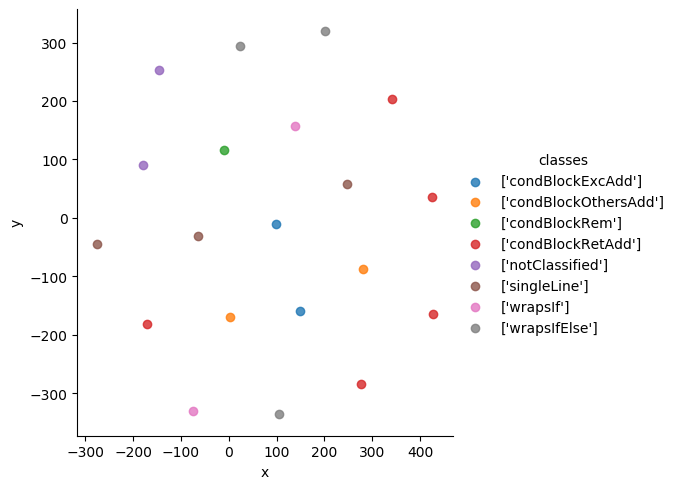 300
200
100
0
−100
−200
−300
y
−300
−200
−100
0
100
200
300
400
x
classes
['condBlockExcAdd']
['condBlockOthersAdd']
['condBlockRem']
['condBlockRetAdd']
['notClassified']
['singleLine']
['wrapsIf']
['wrapsIfElse']